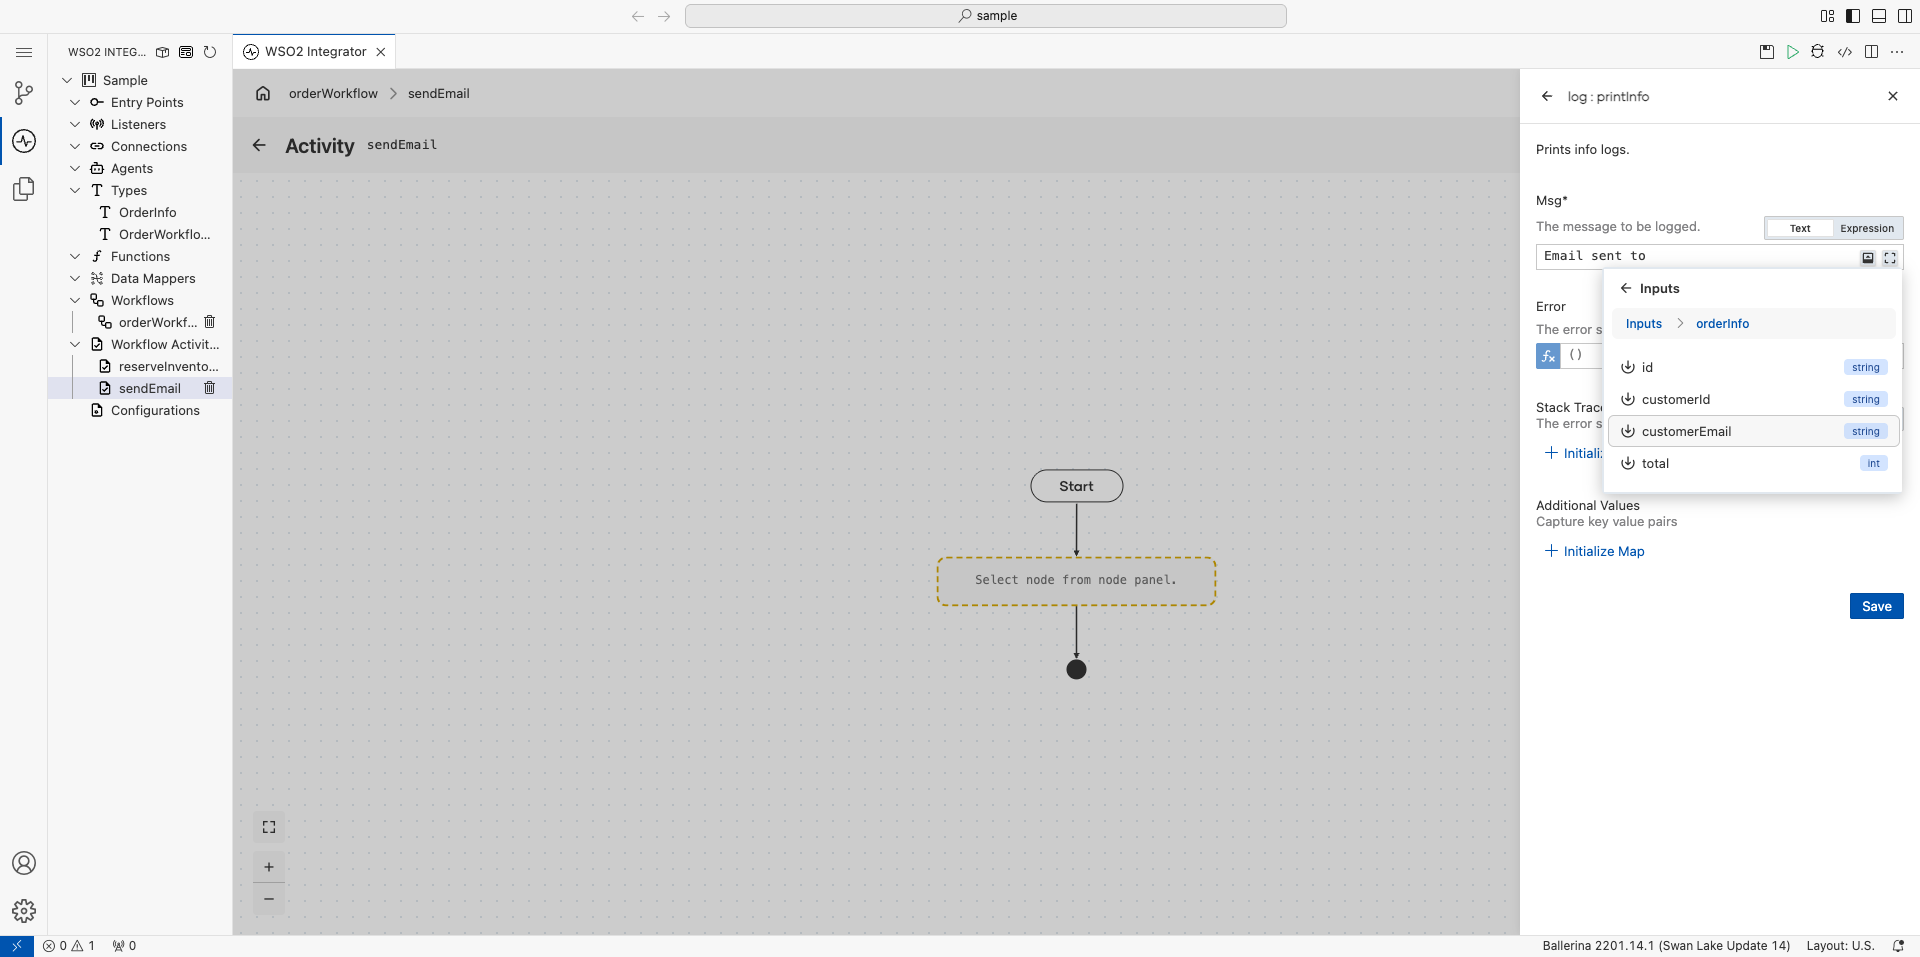 sample
WSO2 INTEG...
WSO2 Integrator
Sample
Entry Points
Listeners
Connections
Agents
Types
OrderInfo
OrderWorkflo...
Functions
Data Mappers
Workflows
orderWorkf...
Workflow Activit...
reserveInvento...
sendEmail
Configurations
orderWorkflow
sendEmail
Activity sendEmail
Start
Select node from node panel.
log : printInfo
Prints info logs.
Msg*
The message to be logged.
Text
Expression
Email sent to
Inputs
Inputs > orderInfo
id string
customerId string
customerEmail string
total int
Error
The error s
fx ()
Stack Trace
The error s
+ Initializ
Additional Values
Capture key value pairs
+ Initialize Map
Save
0 1 0
Ballerina 2201.14.1 (Swan Lake Update 14) Layout: U.S.